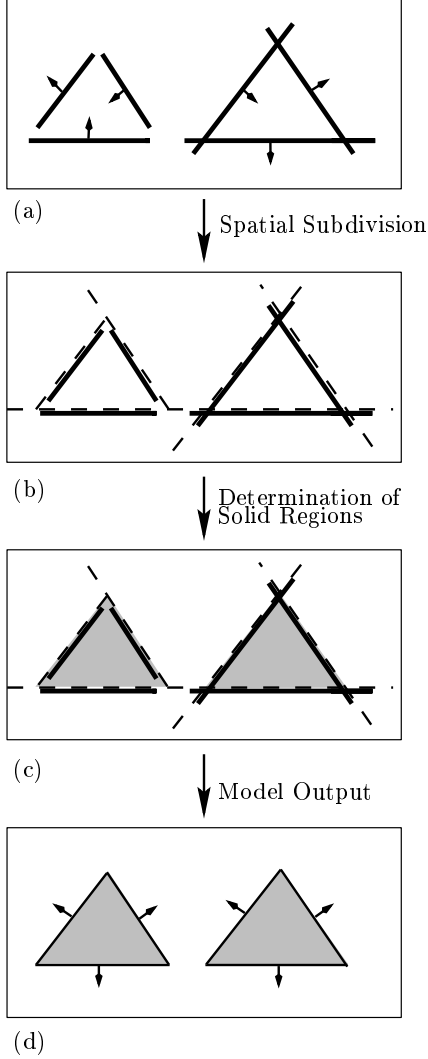 (a)
Spatial Subdivision
(b)
Determination of
Solid Regions
(c)
Model Output
(d)